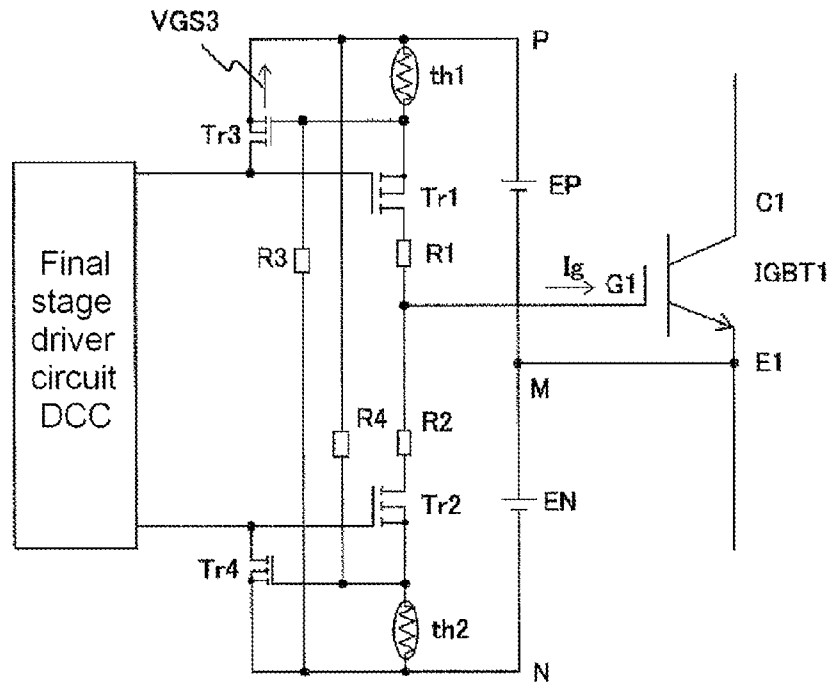 VGS3
P
th1
Tr3
Tr1
EP
C1
R3
R1
Ig
G1
IGBT1
Final
stage
driver
circuit
DCC
M
E1
R4
R2
Tr2
EN
Tr4
th2
N